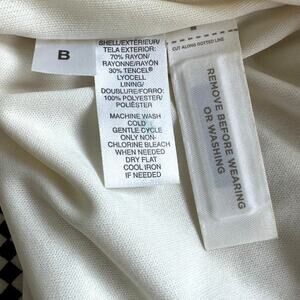 B
SHELL/EXTÉRIEUR/
TELA EXTERIOR:
70% RAYON/
RAYONNE/RAYÓN
30% TENCEL®
LYOCELL
LINING/
DOUBLURE/FORRO:
100% POLYESTER/
POLIÉSTER
MACHINE WASH
COLD
GENTLE CYCLE
ONLY NON-
CHLORINE BLEACH
WHEN NEEDED
DRY FLAT
COOL IRON
IF NEEDED
CUT ALONG DOTTED LINE
REMOVE BEFORE WEARING
OR WASHING